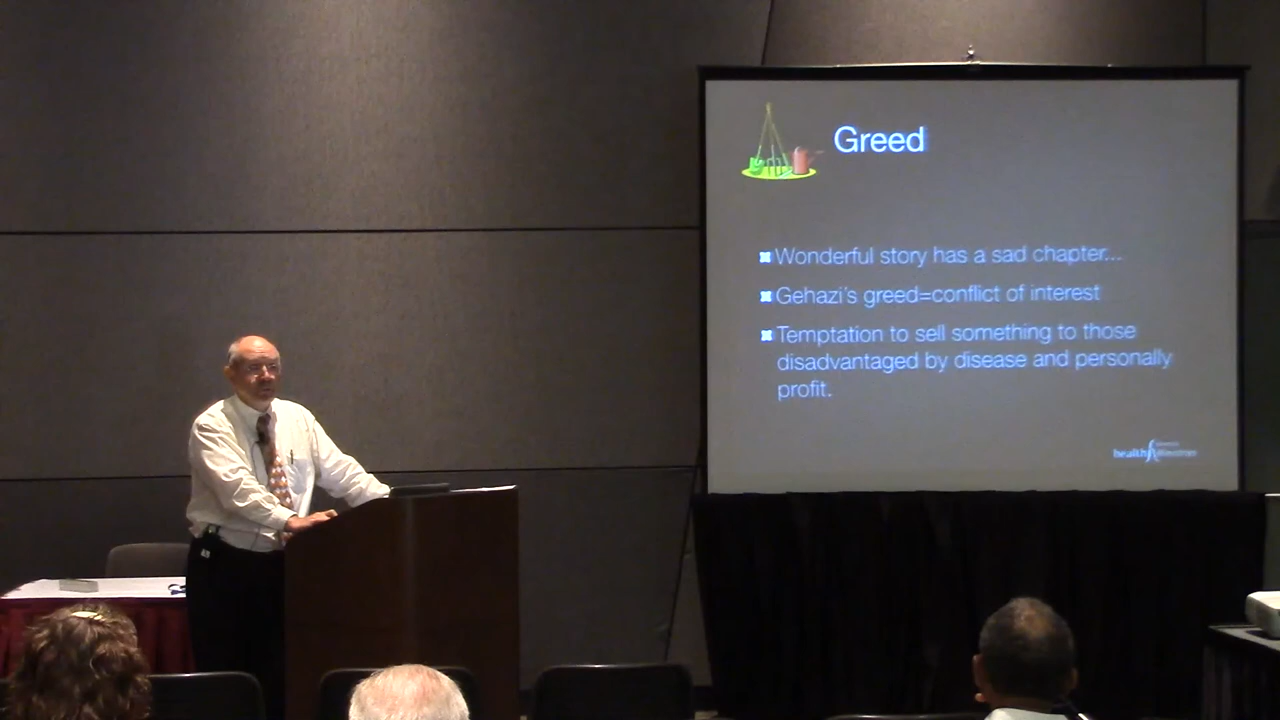 Greed
Wonderful story has a sad chapter...
Gehazi's greed=conflict of interest
Temptation to sell something to those
disadvantaged by disease and personally
profit.
health